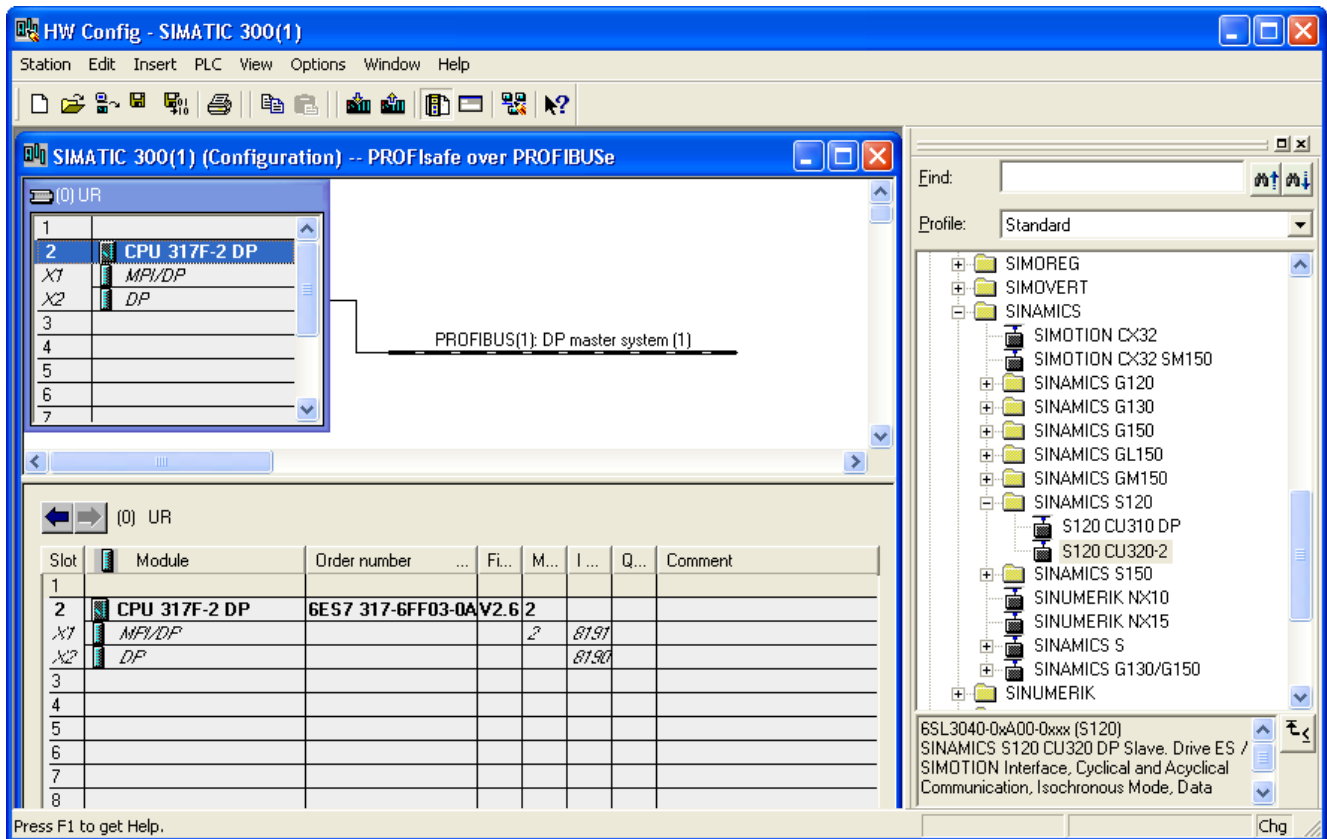 HW Config - SIMATIC 300(1)
Station Edit Insert PLC View Options Window Help
SIMATIC 300(1) (Configuration) -- PROFIsafe over PROFIBUSe
(0) UR
1
2 CPU 317F-2 DP
X1 MPI/DP
X2 DP
3
4
5
6
7
PROFIBUS(1): DP master system (1)
(0) UR
Slot Module Order number ... Fi... M... I ... Q... Comment
1
2 CPU 317F-2 DP 6ES7 317-6FF03-0A V2.6 2
X1 MPI/DP 2 8191
X2 DP 8190
3
4
5
6
7
8
Find:
Profile: Standard
SIMOREG
SIMOVERT
SINAMICS
SIMOTION CX32
SIMOTION CX32 SM150
SINAMICS G120
SINAMICS G130
SINAMICS G150
SINAMICS GL150
SINAMICS GM150
SINAMICS S120
S120 CU310 DP
S120 CU320-2
SINAMICS S150
SINUMERIK NX10
SINUMERIK NX15
SINAMICS S
SINAMICS G130/G150
SINUMERIK
6SL3040-0xA00-0xxx (S120)
SINAMICS S120 CU320 DP Slave. Drive ES /
SIMOTION Interface, Cyclical and Acyclical
Communication, Isochronous Mode, Data
Press F1 to get Help.
Chg